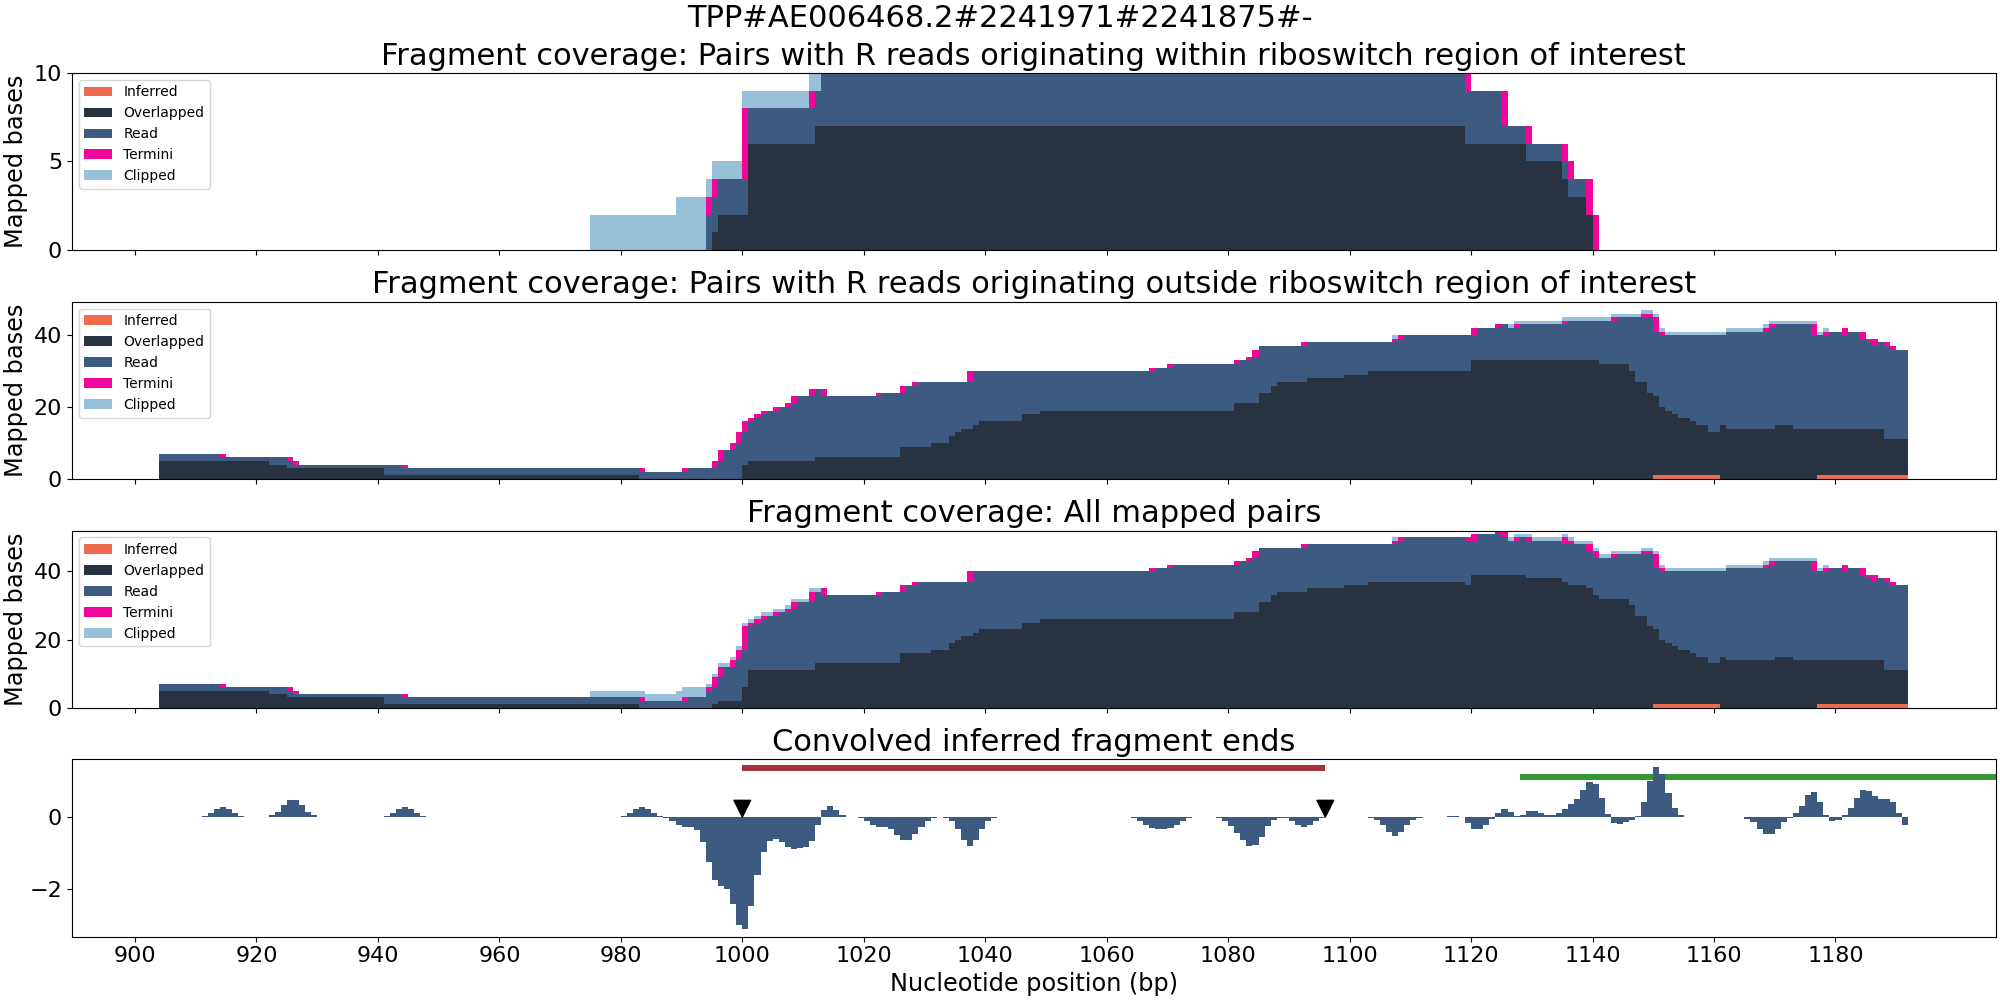 TPP#AE006468.2#2241971#2241875#-
Fragment coverage: Pairs with R reads originating within riboswitch region of interest
Mapped bases
10
5
0
Inferred
Overlapped
Read
Termini
Clipped
Fragment coverage: Pairs with R reads originating outside riboswitch region of interest
Mapped bases
40
20
0
Inferred
Overlapped
Read
Termini
Clipped
Fragment coverage: All mapped pairs
Mapped bases
40
20
0
Inferred
Overlapped
Read
Termini
Clipped
Convolved inferred fragment ends
0
−2
900 920 940 960 980 1000 1020 1040 1060 1080 1100 1120 1140 1160 1180
Nucleotide position (bp)